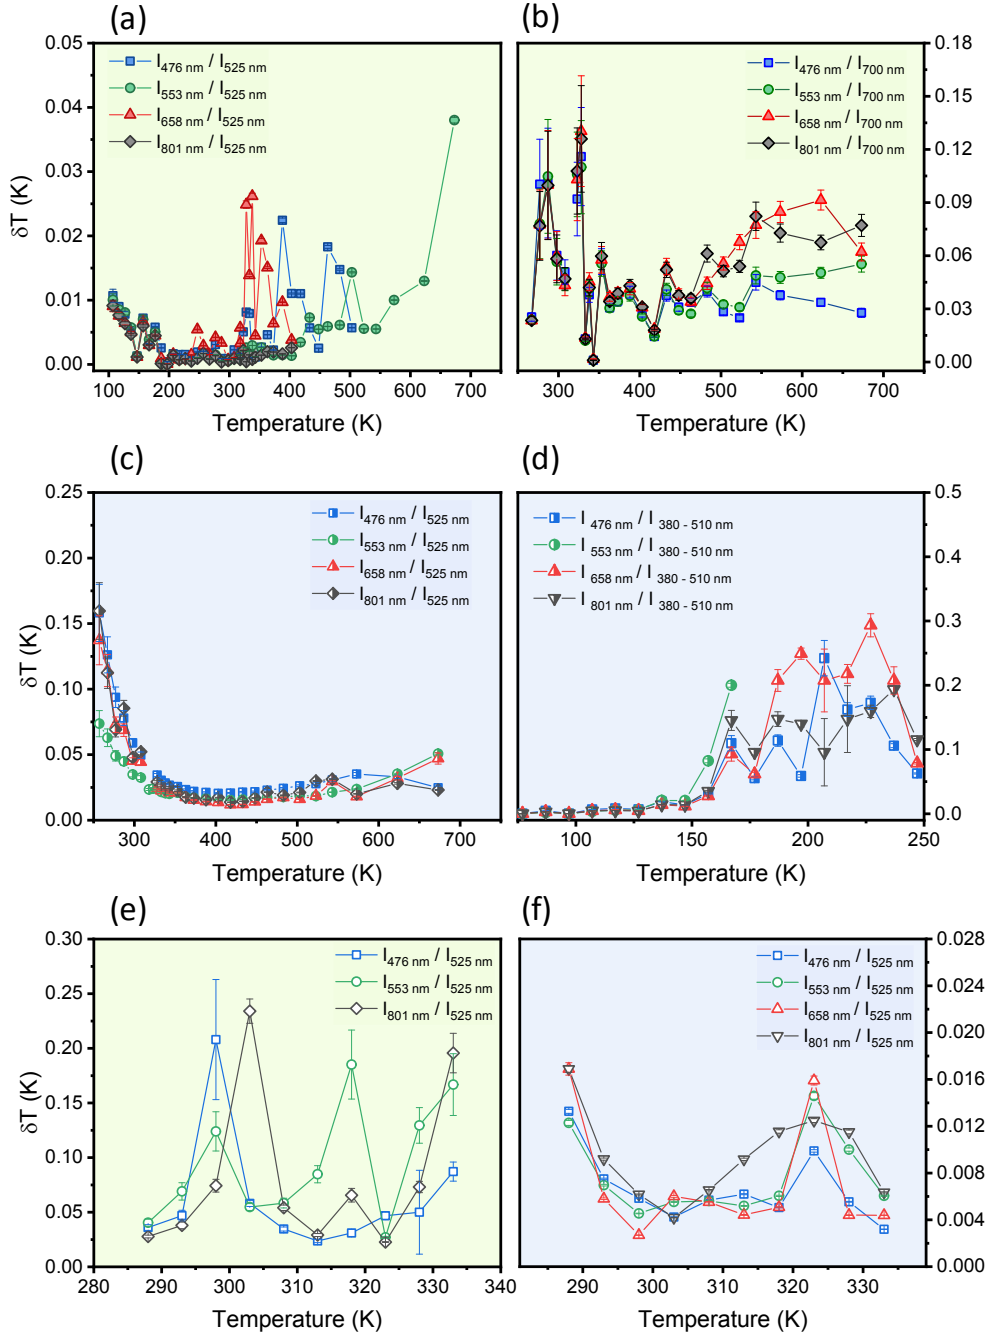 (a)
(b)
0.05
0.04
0.03
0.02
0.01
0.00
δT (K)
I476 nm / I525 nm
I553 nm / I525 nm
I658 nm / I525 nm
I801 nm / I525 nm
100 200 300 400 500 600 700
Temperature (K)
I476 nm / I700 nm
I553 nm / I700 nm
I658 nm / I700 nm
I801 nm / I700 nm
0.18
0.15
0.12
0.09
0.06
0.03
0.00
300 400 500 600 700
Temperature (K)
(c)
(d)
0.25
0.20
0.15
0.10
0.05
0.00
δT (K)
I476 nm / I525 nm
I553 nm / I525 nm
I658 nm / I525 nm
I801 nm / I525 nm
300 400 500 600 700
Temperature (K)
I 476 nm / I 380 - 510 nm
I 553 nm / I 380 - 510 nm
I 658 nm / I 380 - 510 nm
I 801 nm / I 380 - 510 nm
0.5
0.4
0.3
0.2
0.1
0.0
100 150 200 250
Temperature (K)
(e)
(f)
0.30
0.25
0.20
0.15
0.10
0.05
0.00
δT (K)
I476 nm / I525 nm
I553 nm / I525 nm
I801 nm / I525 nm
280 290 300 310 320 330 340
Temperature (K)
I476 nm / I525 nm
I553 nm / I525 nm
I658 nm / I525 nm
I801 nm / I525 nm
0.028
0.024
0.020
0.016
0.012
0.008
0.004
0.000
290 300 310 320 330
Temperature (K)